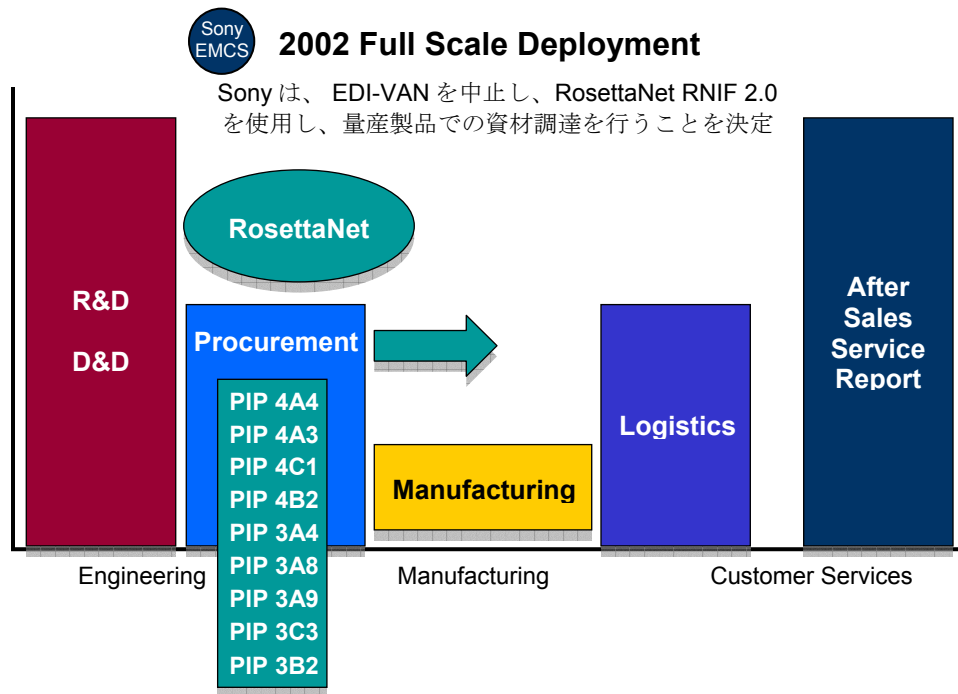 Sony
EMCS
2002 Full Scale Deployment
Sony は、 EDI-VAN を中止し、RosettaNet RNIF 2.0
を使用し、量産製品での資材調達を行うことを決定
RosettaNet
R&D
D&D
Procurement
PIP 4A4
PIP 4A3
PIP 4C1
PIP 4B2
PIP 3A4
PIP 3A8
PIP 3A9
PIP 3C3
PIP 3B2
Manufacturing
Logistics
After
Sales
Service
Report
Engineering
Manufacturing
Customer Services